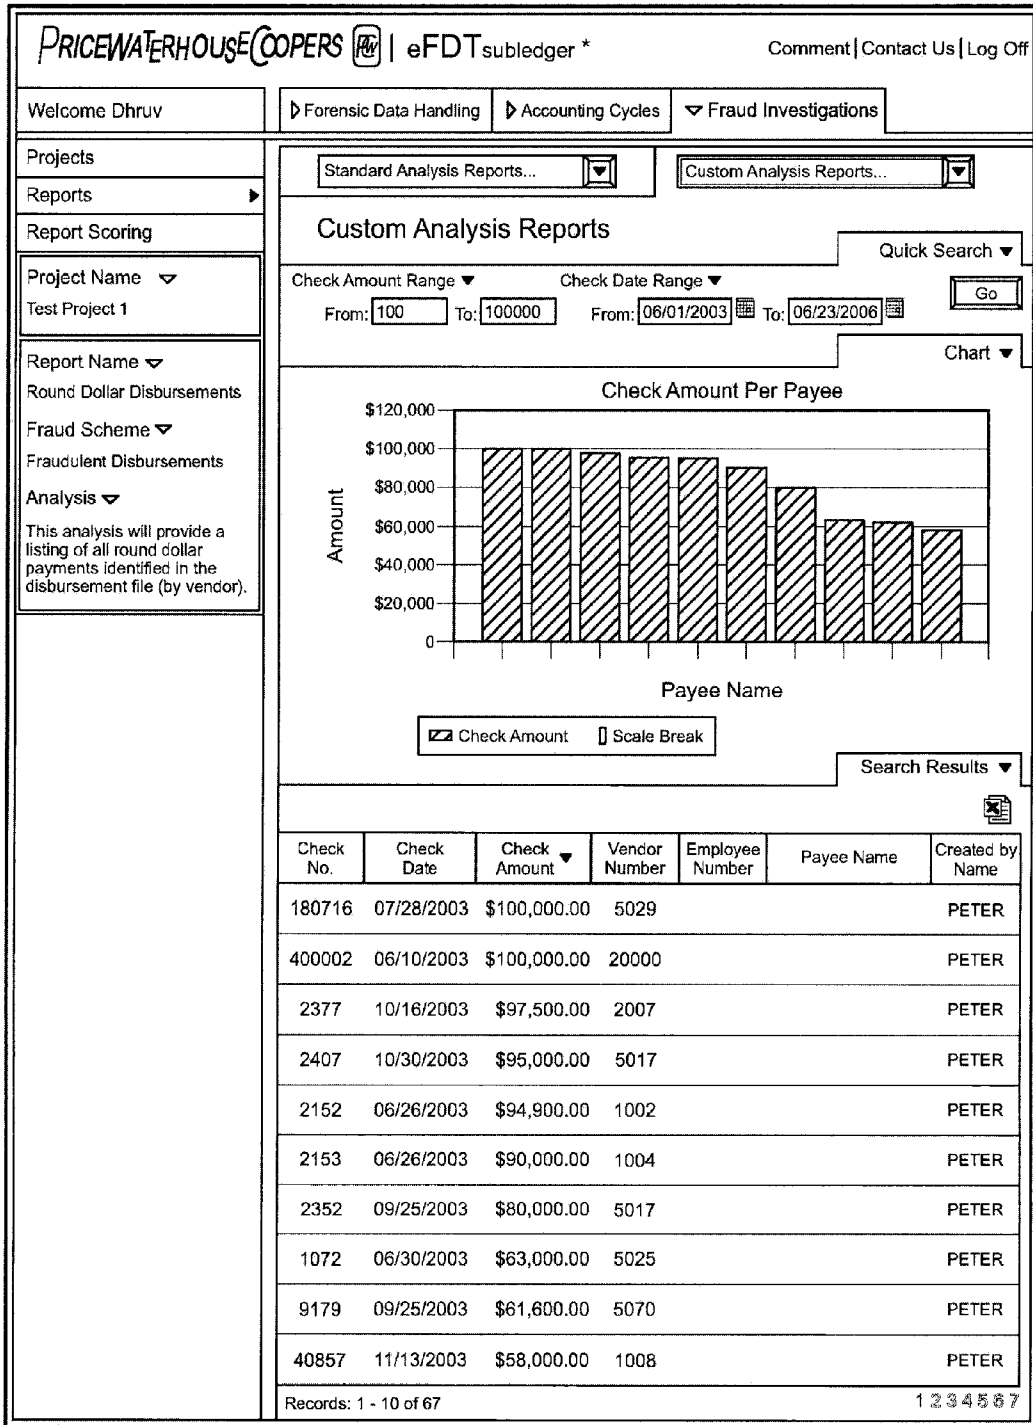 PRICEWATERHOUSECOOPERS PW | eFDT subledger *
Comment | Contact Us | Log Off
Welcome Dhruv
Forensic Data Handling
Accounting Cycles
Fraud Investigations
Projects
Reports
Report Scoring
Project Name
Test Project 1
Report Name
Round Dollar Disbursements
Fraud Scheme
Fraudulent Disbursements
Analysis
This analysis will provide a
listing of all round dollar
payments identified in the
disbursement file (by vendor).
Standard Analysis Reports...
Custom Analysis Reports...
Custom Analysis Reports
Quick Search
Check Amount Range
Check Date Range
From: 100 To: 100000
From: 06/01/2003 To: 06/23/2006
Go
Chart
Check Amount Per Payee
$120,000
$100,000
$80,000
$60,000
$40,000
$20,000
0
Amount
Payee Name
Check Amount
Scale Break
Search Results
Check No. Check Date Check Amount Vendor Number Employee Number Payee Name Created by Name
180716 07/28/2003 $100,000.00 5029 PETER
400002 06/10/2003 $100,000.00 20000 PETER
2377 10/16/2003 $97,500.00 2007 PETER
2407 10/30/2003 $95,000.00 5017 PETER
2152 06/26/2003 $94,900.00 1002 PETER
2153 06/26/2003 $90,000.00 1004 PETER
2352 09/25/2003 $80,000.00 5017 PETER
1072 06/30/2003 $63,000.00 5025 PETER
9179 09/25/2003 $61,600.00 5070 PETER
40857 11/13/2003 $58,000.00 1008 PETER
Records: 1 - 10 of 67
1 2 3 4 5 6 7